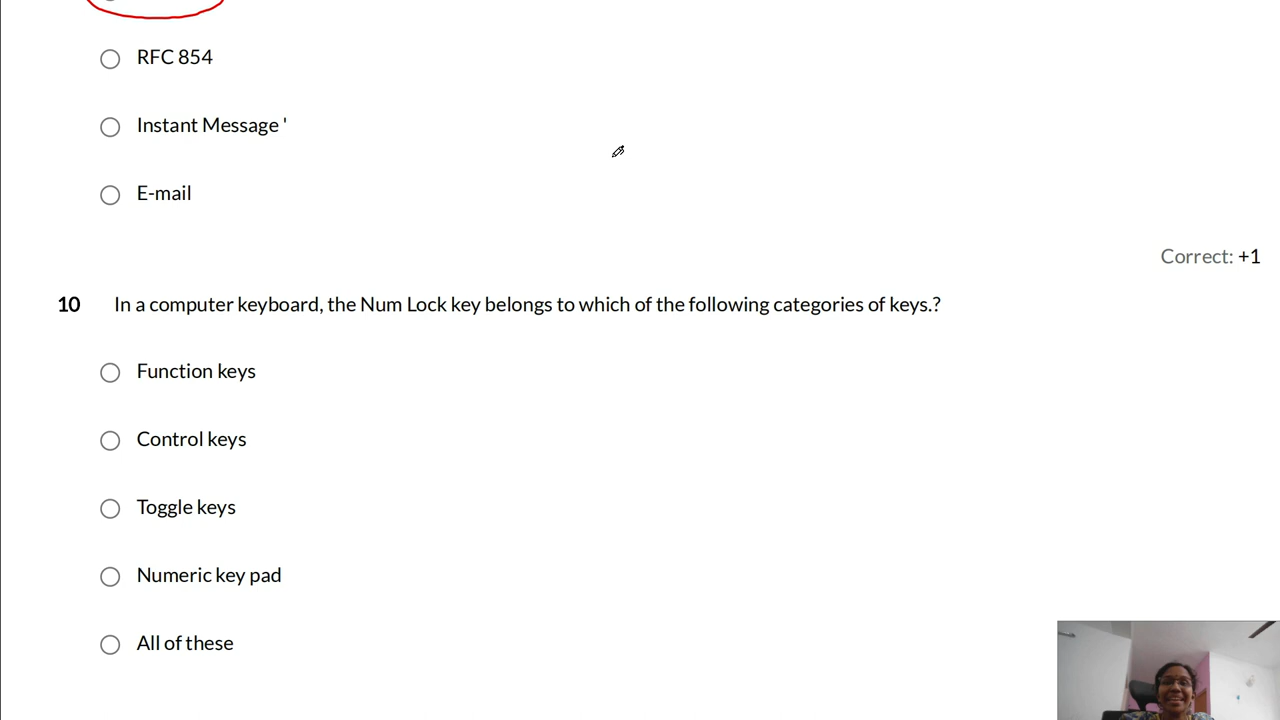 RFC 854
Instant Message '
E-mail
Correct: +1
10 In a computer keyboard, the Num Lock key belongs to which of the following categories of keys.?
Function keys
Control keys
Toggle keys
Numeric key pad
All of these